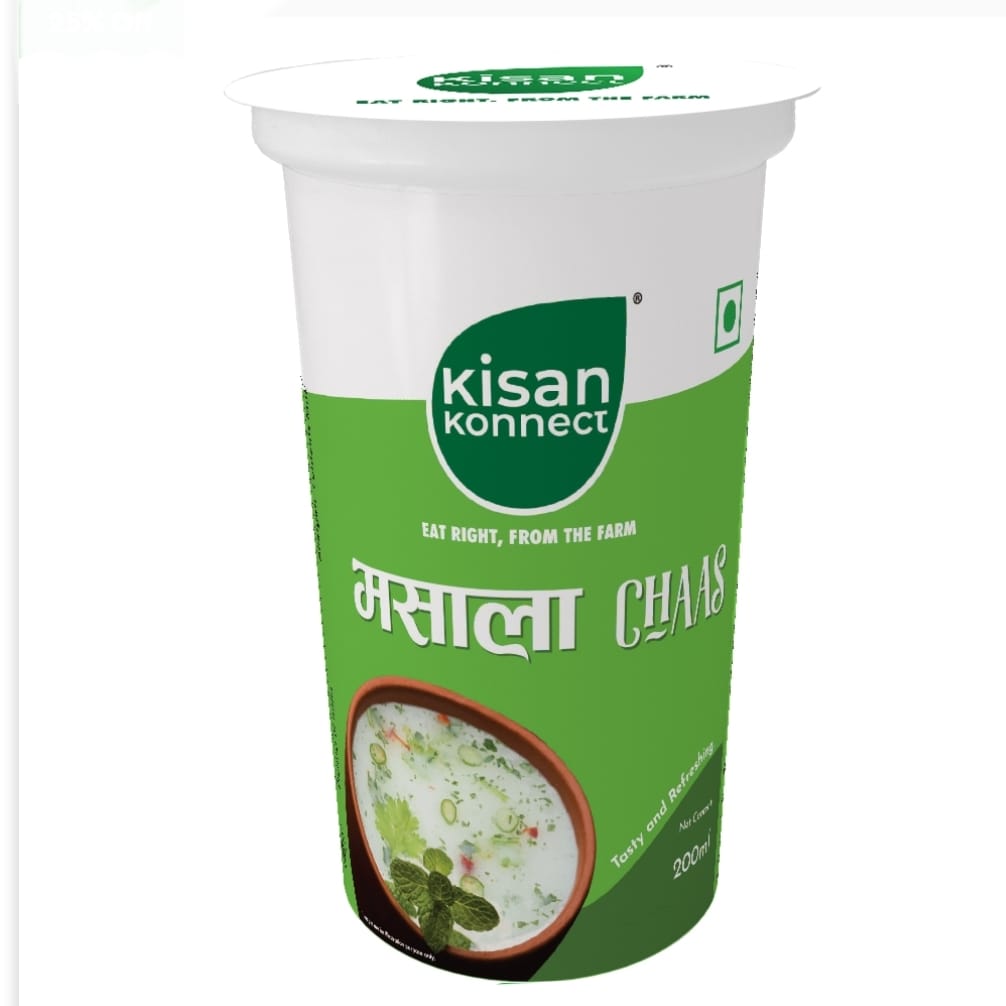 Kisan
Konnect
EAT RIGHT, FROM THE FARM
®
Kisan
Konnect
EAT RIGHT, FROM THE FARM
मसाला CHAAS
Tasty and Refreshing
200ml